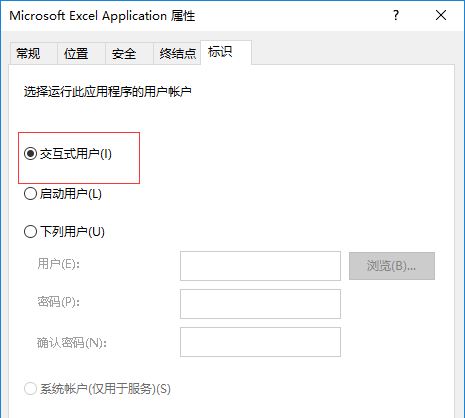 Microsoft Excel Application 属性
常规 位置 安全 终结点 标识
选择运行此应用程序的用户帐户
交互式用户(I)
启动用户(L)
下列用户(U)
用户(E):
浏览(B)...
密码(P):
确认密码(N):
系统帐户(仅用于服务)(S)